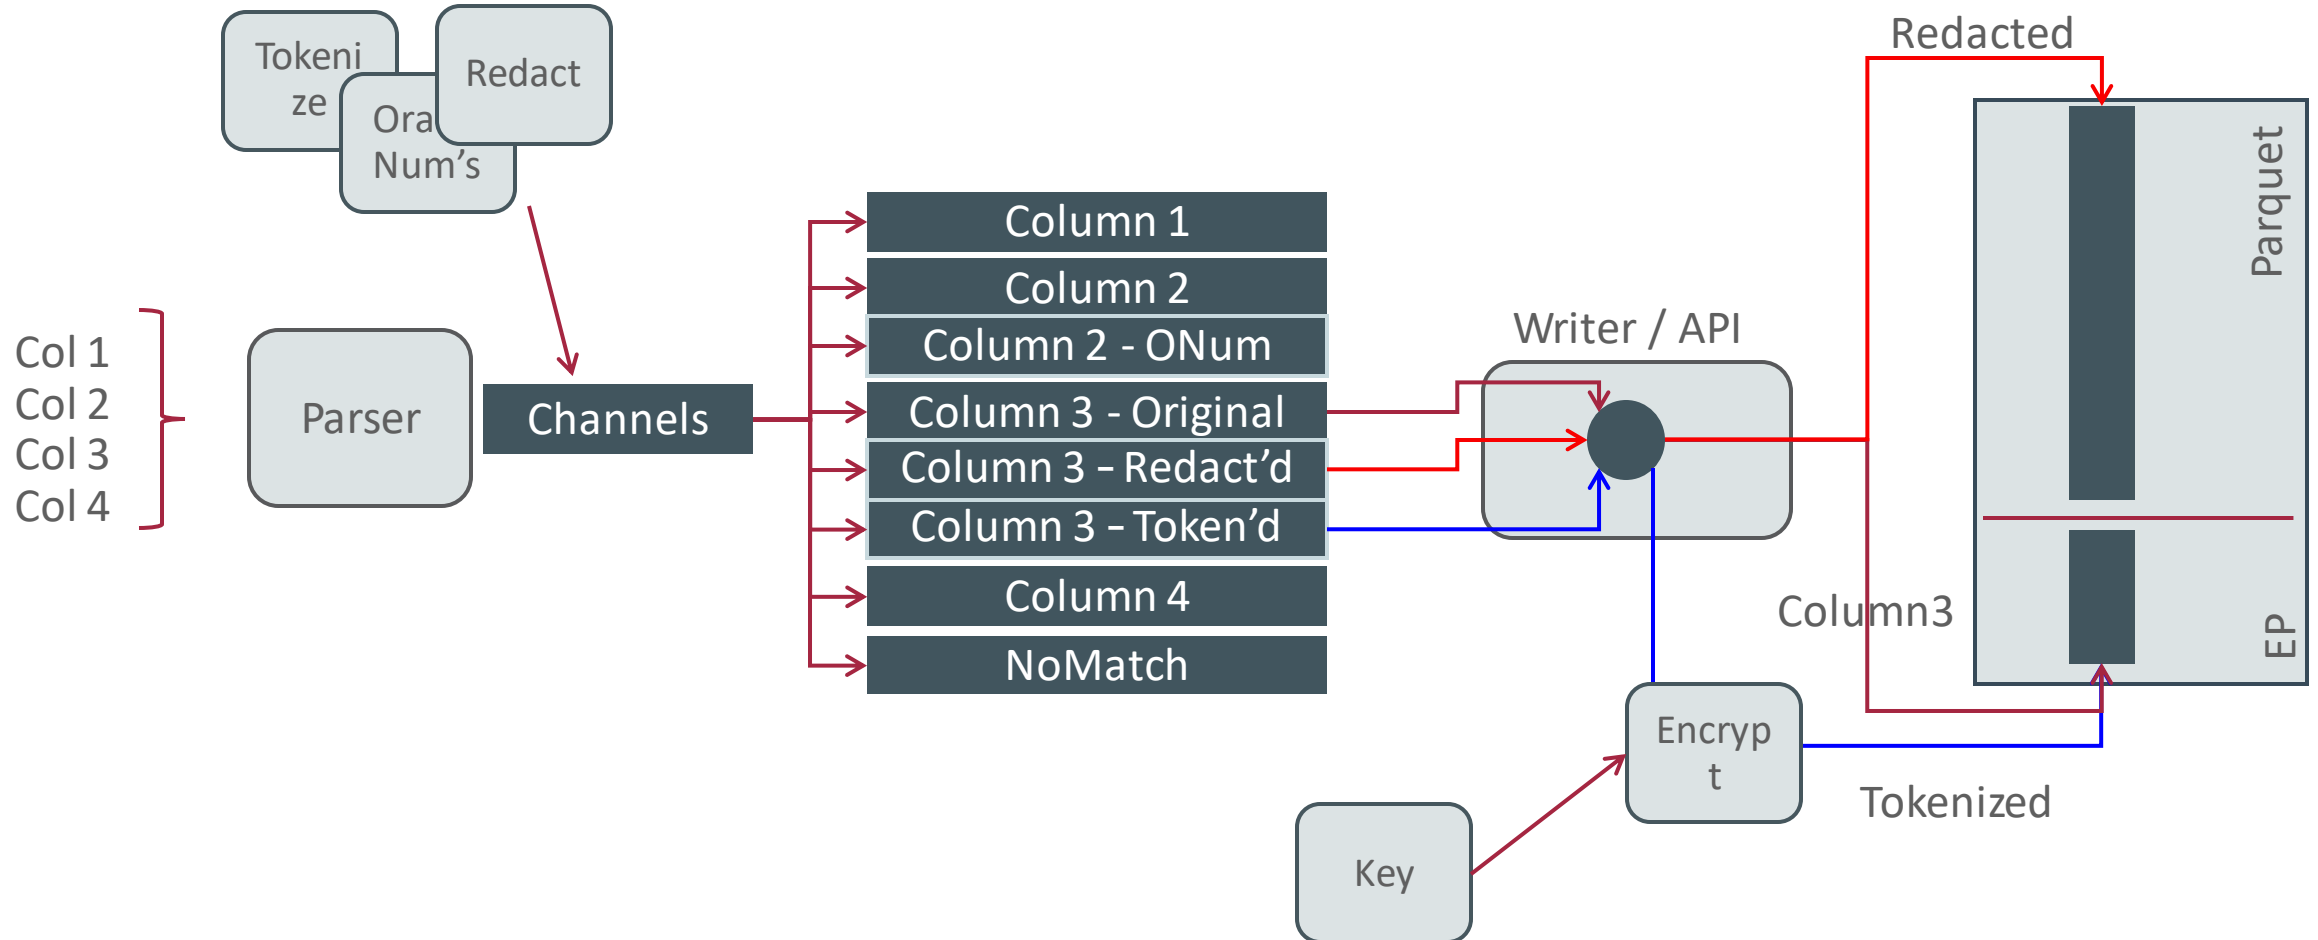 Tokeni
ze
Ora
Num's
Redact
Col 1
Col 2
Col 3
Col 4
Parser
Channels
Column 1
Column 2
Column 2 - ONum
Column 3 - Original
Column 3 – Redact'd
Column 3 – Token'd
Column 4
NoMatch
Writer / API
Redacted
Parquet
EP
Column3
Encryp
t
Tokenized
Key